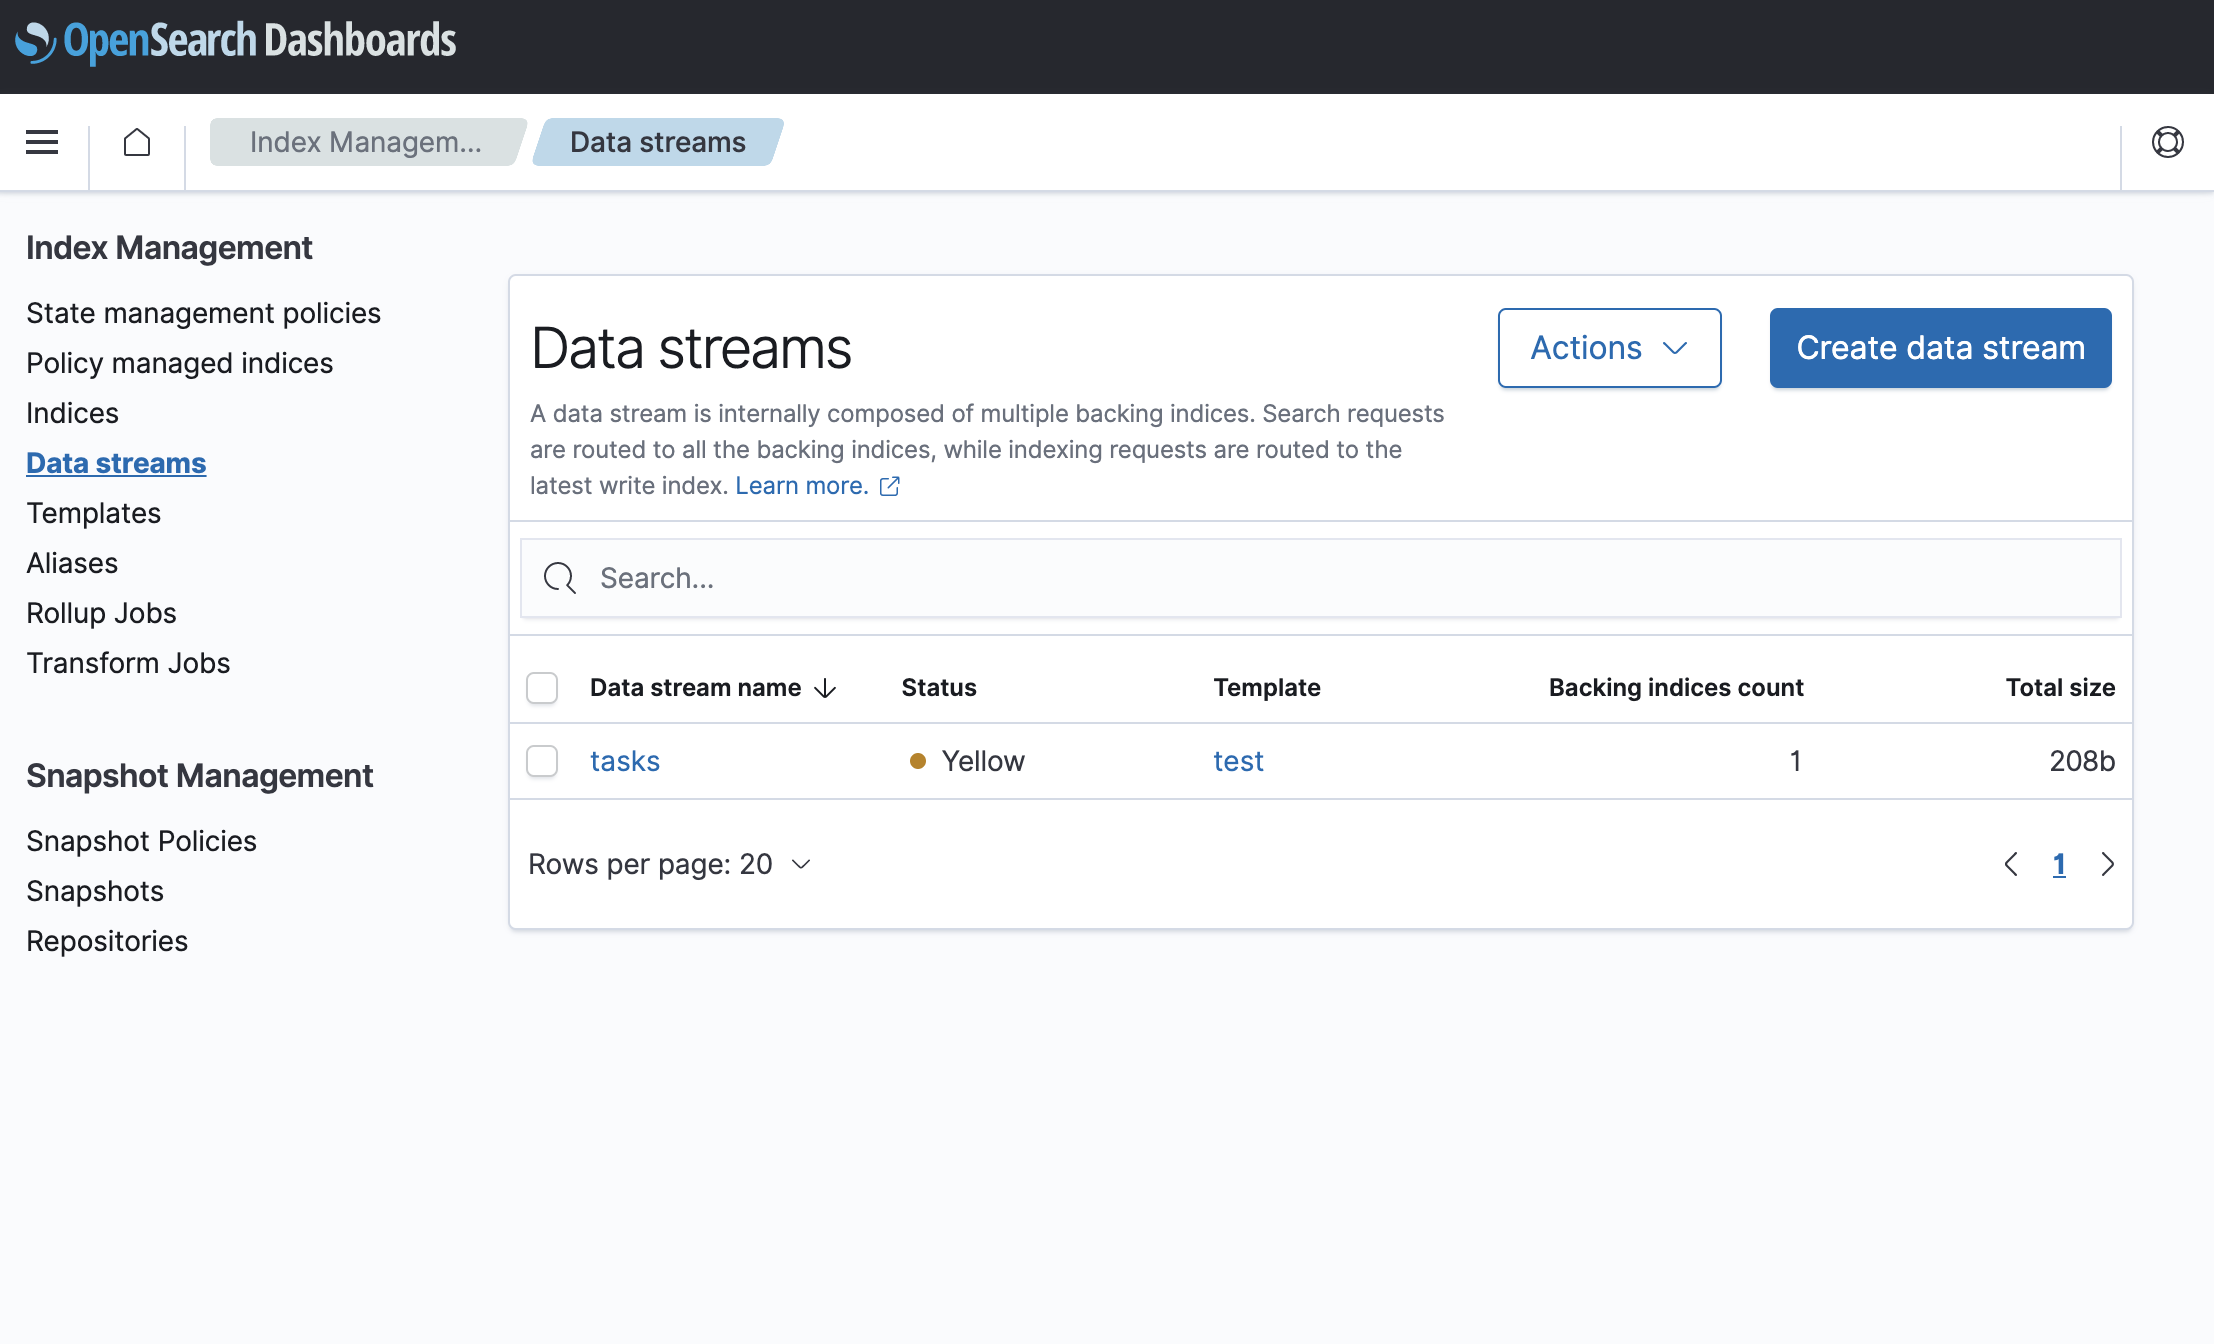 OpenSearch Dashboards
Index Managem...
Data streams
Index Management
State management policies
Policy managed indices
Indices
Data streams
Templates
Aliases
Rollup Jobs
Transform Jobs
Snapshot Management
Snapshot Policies
Snapshots
Repositories
Data streams
Actions
Create data stream
A data stream is internally composed of multiple backing indices. Search requests
are routed to all the backing indices, while indexing requests are routed to the
latest write index. Learn more.
Search...
Data stream name Status Template Backing indices count Total size
tasks Yellow test 1 208b
Rows per page: 20
1